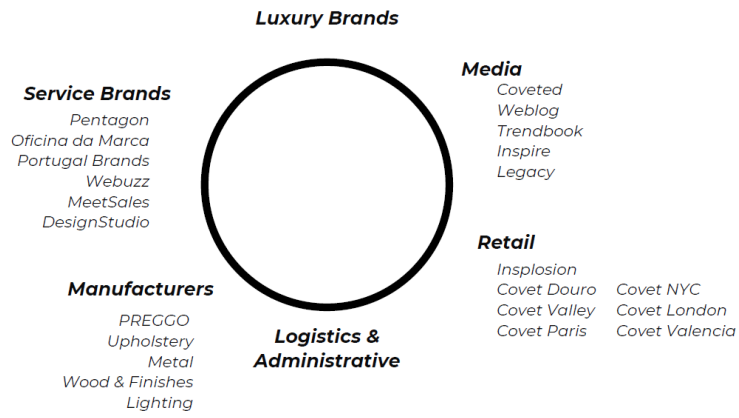 Luxury Brands
Service Brands
Pentagon
Oficina da Marca
Portugal Brands
Webuzz
MeetSales
DesignStudio
Media
Coveted
Weblog
Trendbook
Inspire
Legacy
Manufacturers
PREGGO
Upholstery
Metal
Wood & Finishes
Lighting
Logistics &
Administrative
Retail
Insplosion
Covet Douro Covet NYC
Covet Valley Covet London
Covet Paris Covet Valencia